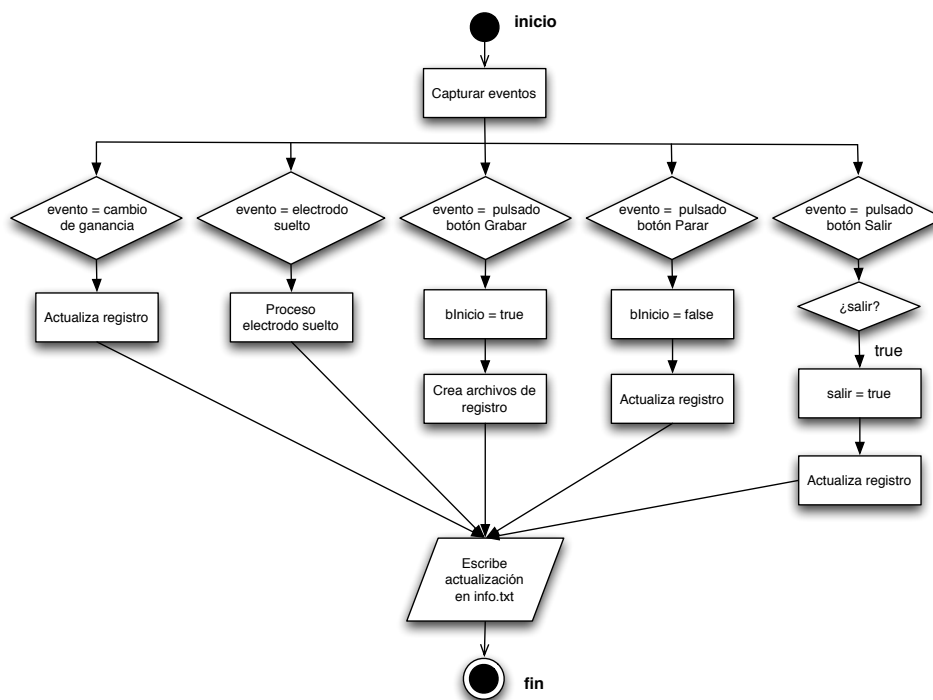 inicio
Capturar eventos
evento = cambio
de ganancia
evento = electrodo
suelto
evento = pulsado
botón Grabar
evento = pulsado
botón Parar
evento = pulsado
botón Salir
Actualiza registro
Proceso
electrodo suelto
bInicio = true
bInicio = false
¿salir?
true
Crea archivos de
registro
Actualiza registro
salir = true
Actualiza registro
Escribe
actualización
en info.txt
fin